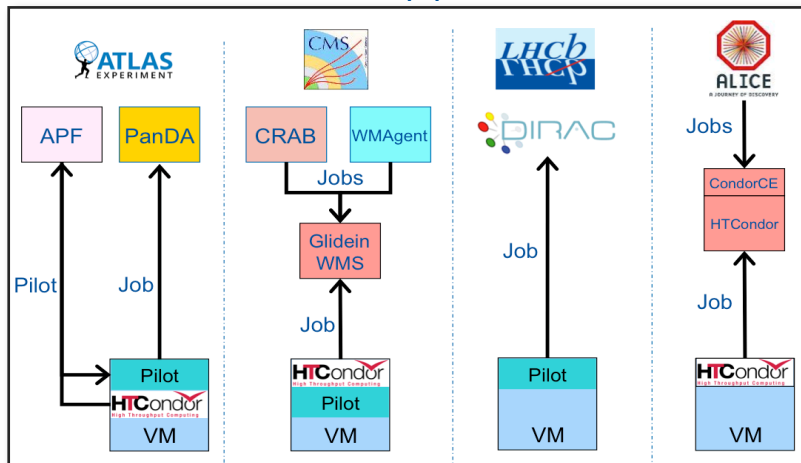 ATLAS
EXPERIMENT
APF
PanDA
Pilot
Job
Pilot
HTCondor
High Throughput Computing
VM
CMS
CRAB
WMAgent
Jobs
Glidein
WMS
Job
HTCondor
High Throughput Computing
Pilot
VM
LHCb
LHCb
DIRAC
Job
Pilot
VM
ALICE
A JOURNEY OF DISCOVERY
Jobs
CondorCE
HTCondor
Job
HTCondor
High Throughput Computing
VM